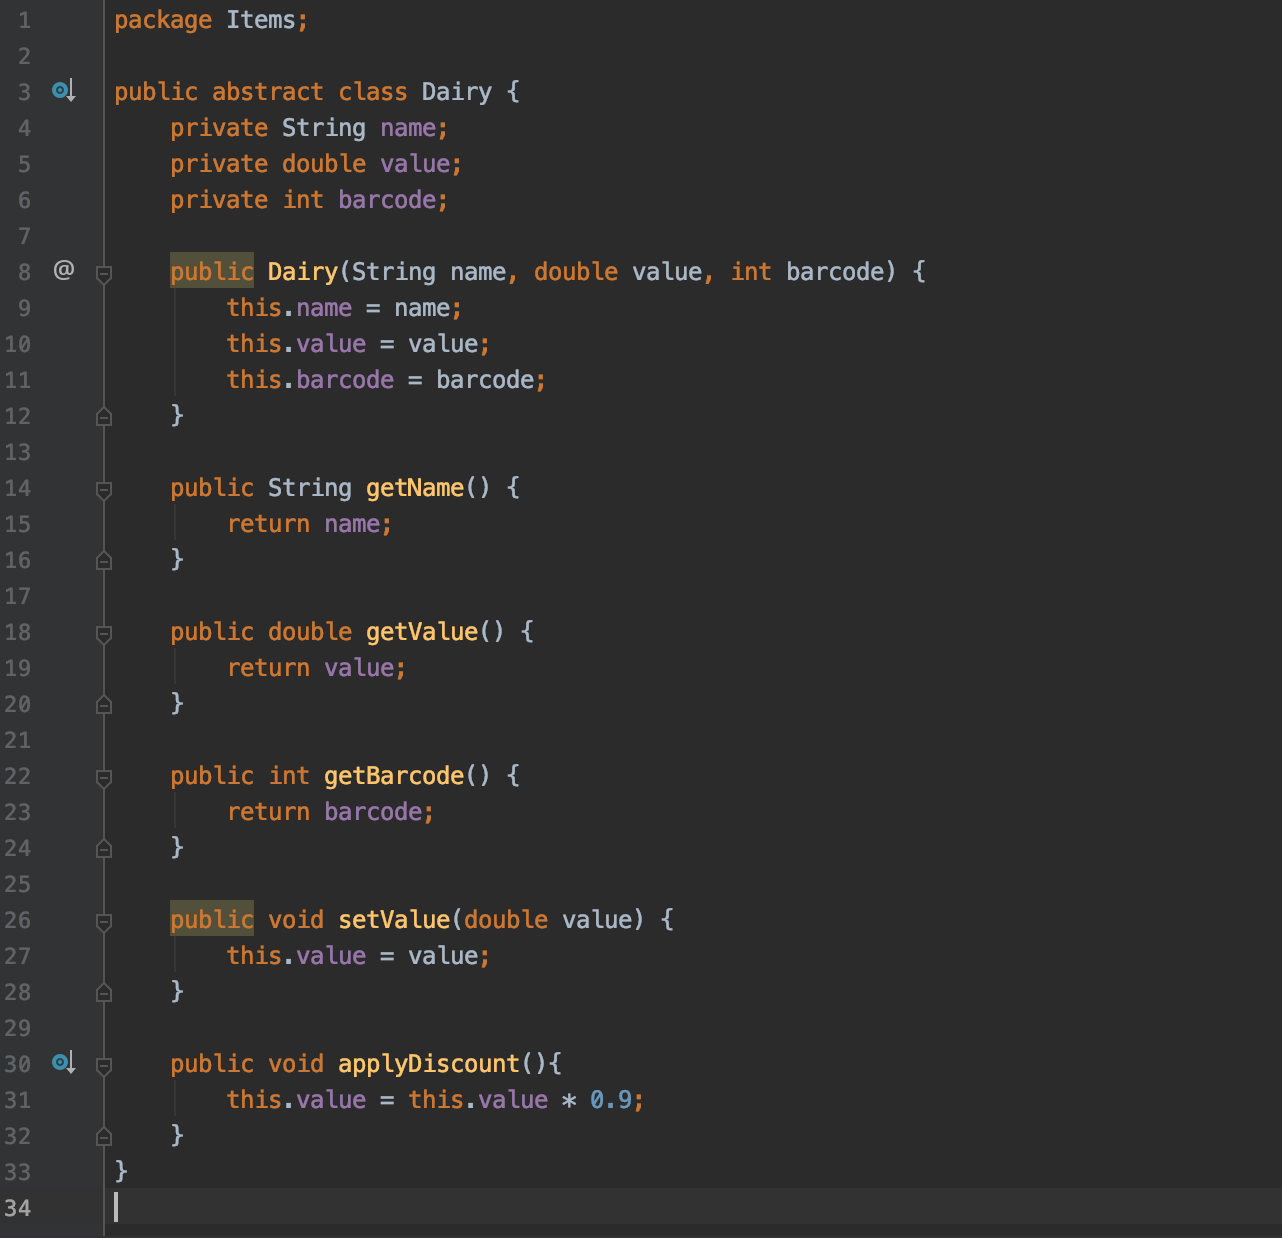 1 package Items;
2
3 public abstract class Dairy {
4     private String name;
5     private double value;
6     private int barcode;
7
8 @     public Dairy(String name, double value, int barcode) {
9         this.name = name;
10         this.value = value;
11         this.barcode = barcode;
12     }
13
14     public String getName() {
15         return name;
16     }
17
18     public double getValue() {
19         return value;
20     }
21
22     public int getBarcode() {
23         return barcode;
24     }
25
26     public void setValue(double value) {
27         this.value = value;
28     }
29
30     public void applyDiscount(){
31         this.value = this.value * 0.9;
32     }
33 }
34